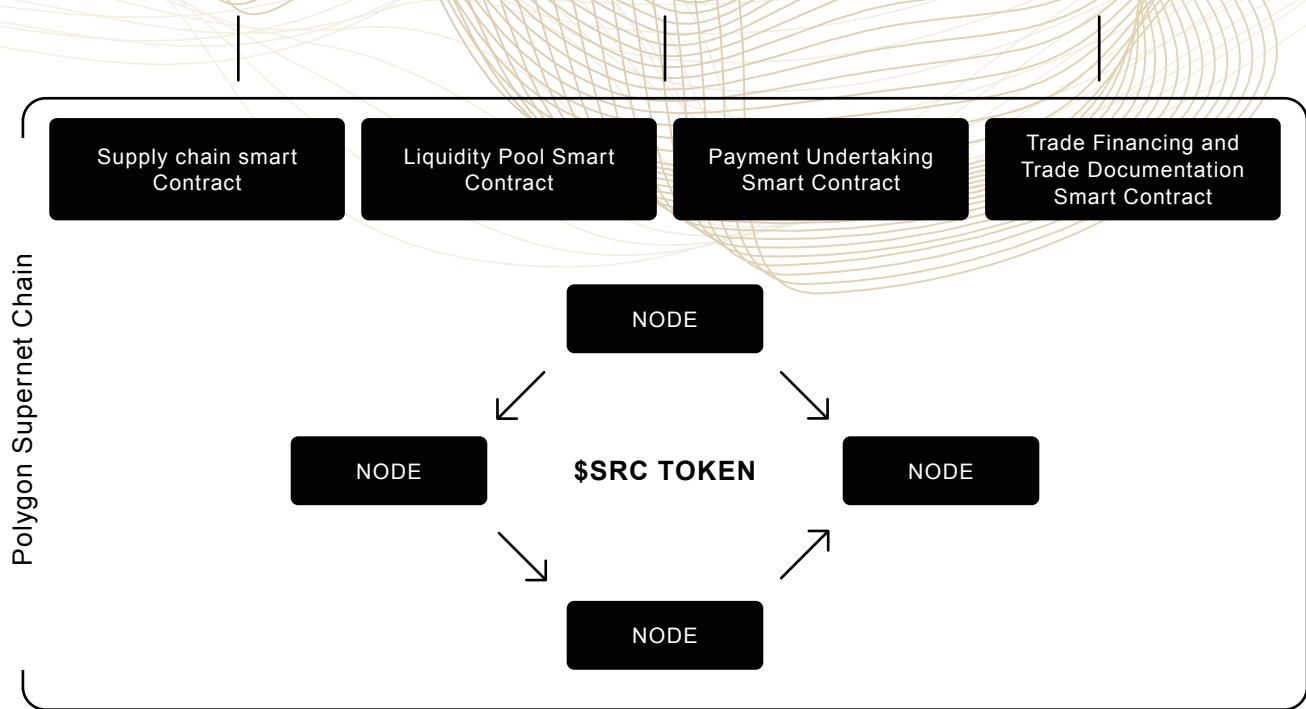 Supply chain smart
Contract
Liquidity Pool Smart
Contract
Payment Undertaking
Smart Contract
Trade Financing and
Trade Documentation
Smart Contract
Polygon Supernet Chain
NODE
NODE
$SRC TOKEN
NODE
NODE